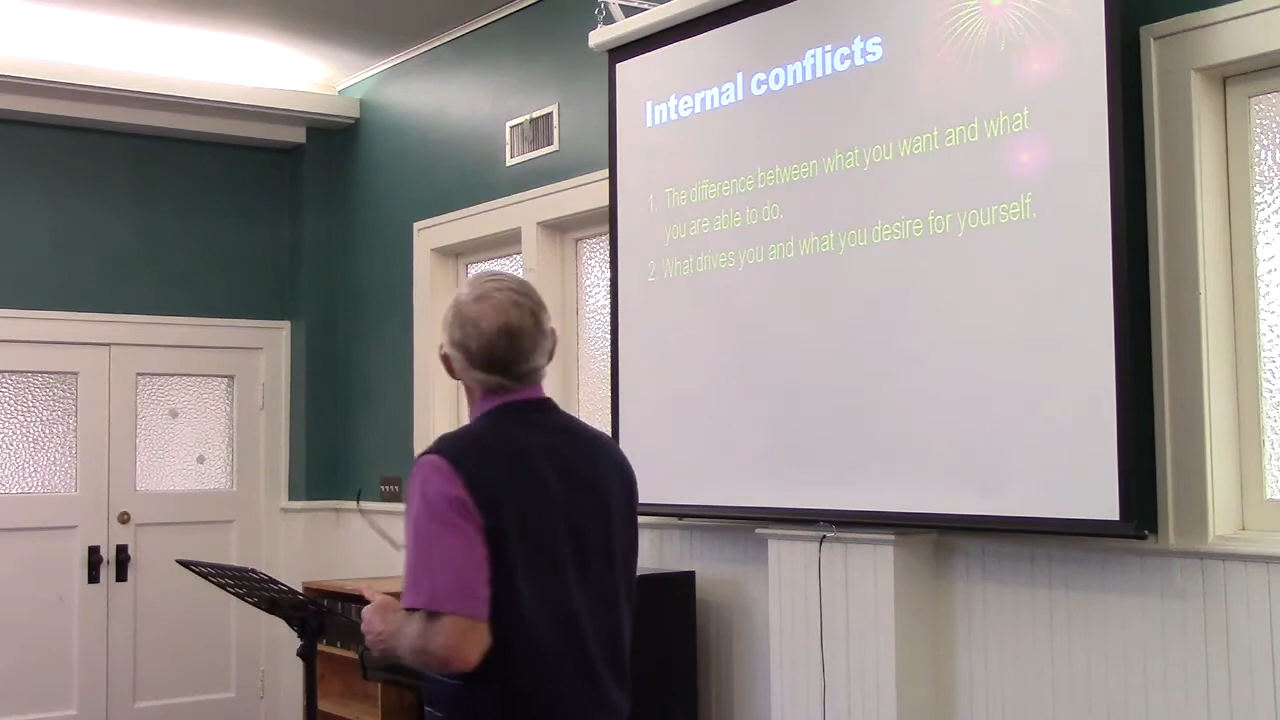 Internal conflicts
1. The difference between what you want and what
you are able to do.
2. What drives you and what you desire for yourself.